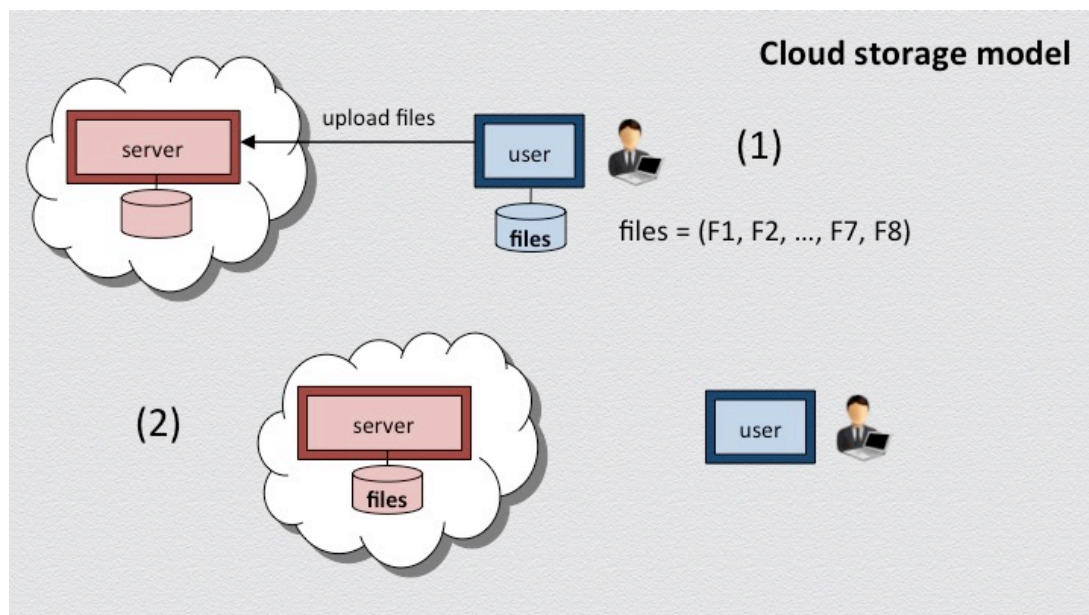 Cloud storage model
upload files
server
user
(1)
files
files = (F1, F2, ..., F7, F8)
(2)
server
user
files